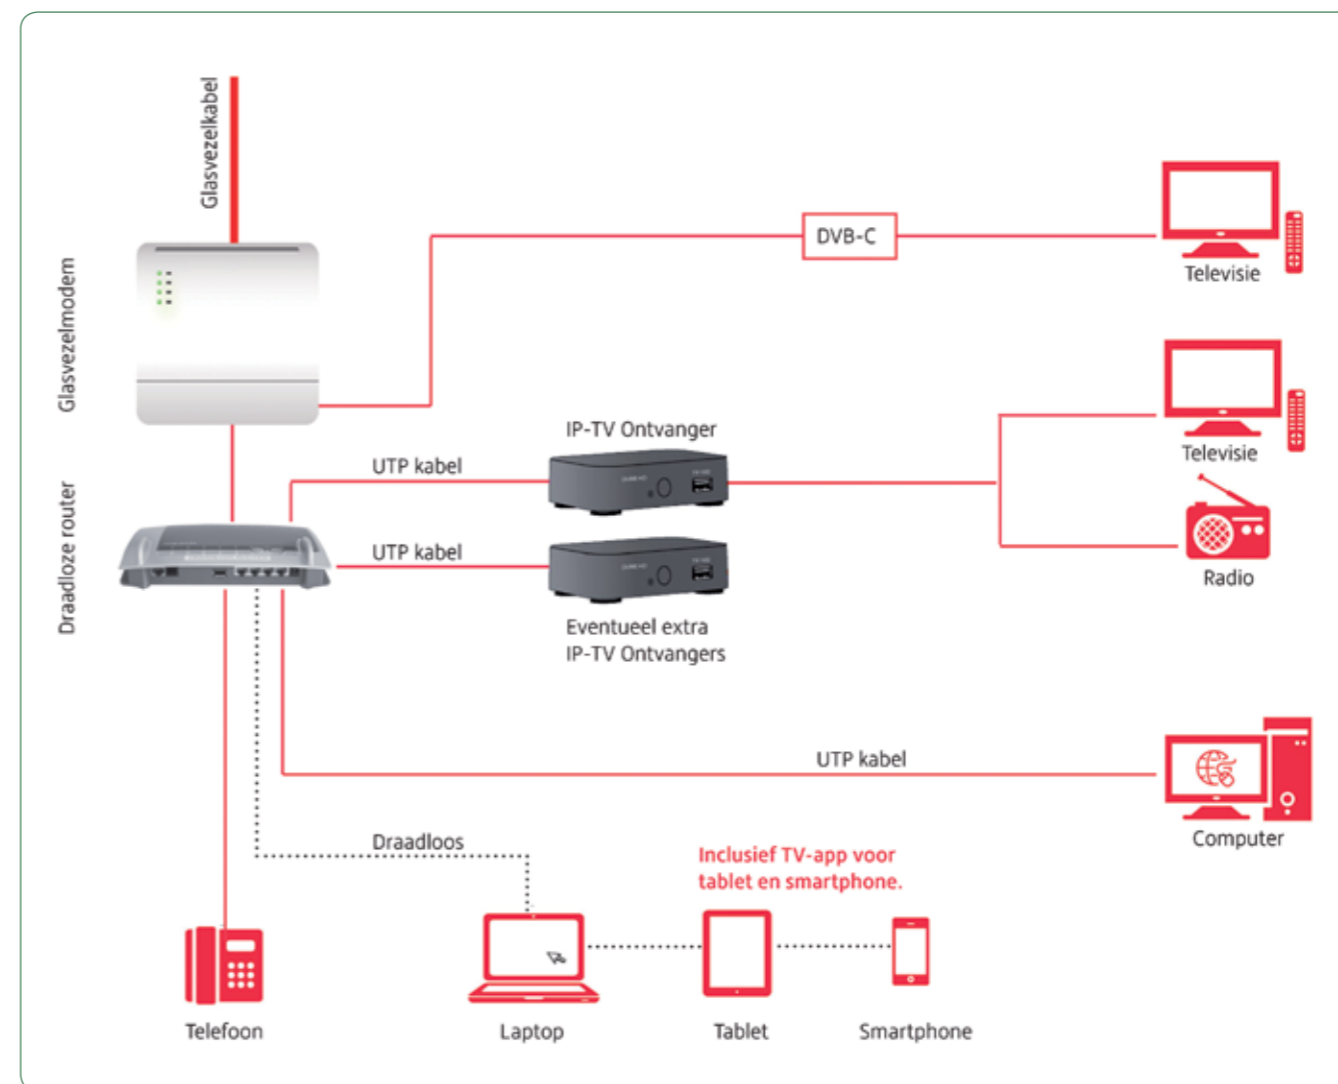 Glasvezelkabel
DVB-C
Televisie
Glasvezelmodem
IP-TV Ontvanger
UTP kabel
Televisie
Draadloze router
UTP kabel
Radio
Eventueel extra
IP-TV Ontvangers
UTP kabel
Computer
Draadloos
Inclusief TV-app voor
tablet en smartphone.
Telefoon
Laptop
Tablet
Smartphone